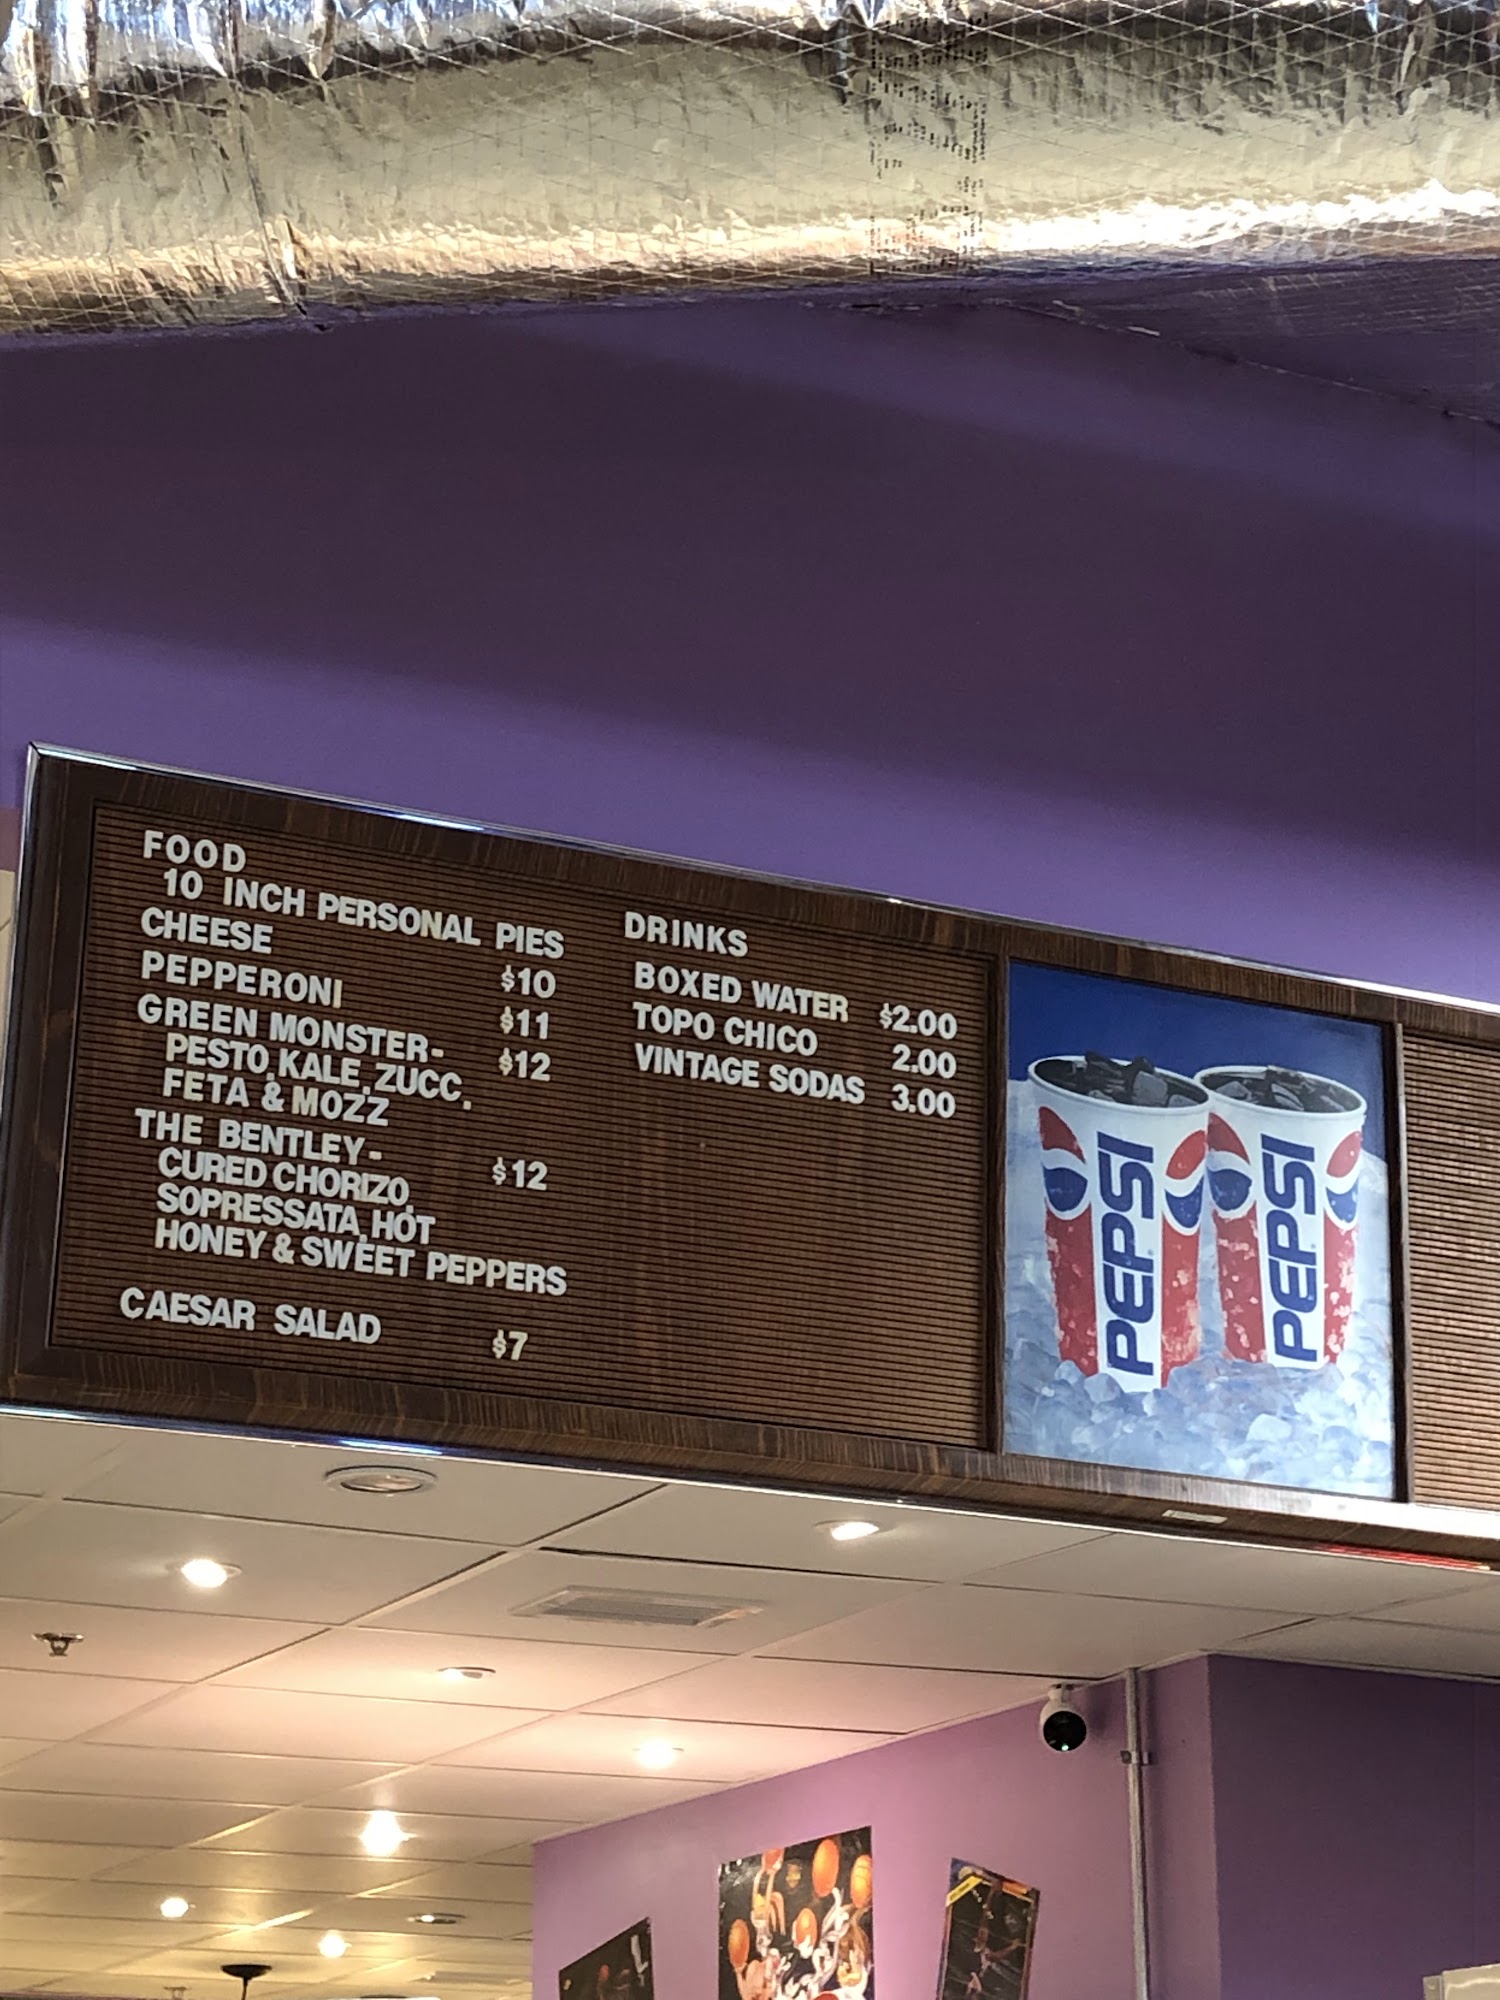 FOOD
10 INCH PERSONAL PIES
CHEESE $10
PEPPERONI $11
GREEN MONSTER- $12
PESTO, KALE, ZUCC,
FETA & MOZZ
THE BENTLEY- $12
CURED CHORIZO,
SOPRESSATA, HOT
HONEY & SWEET PEPPERS
CAESAR SALAD $7
DRINKS
BOXED WATER $2.00
TOPO CHICO 2.00
VINTAGE SODAS 3.00
PEPSI
PEPSI